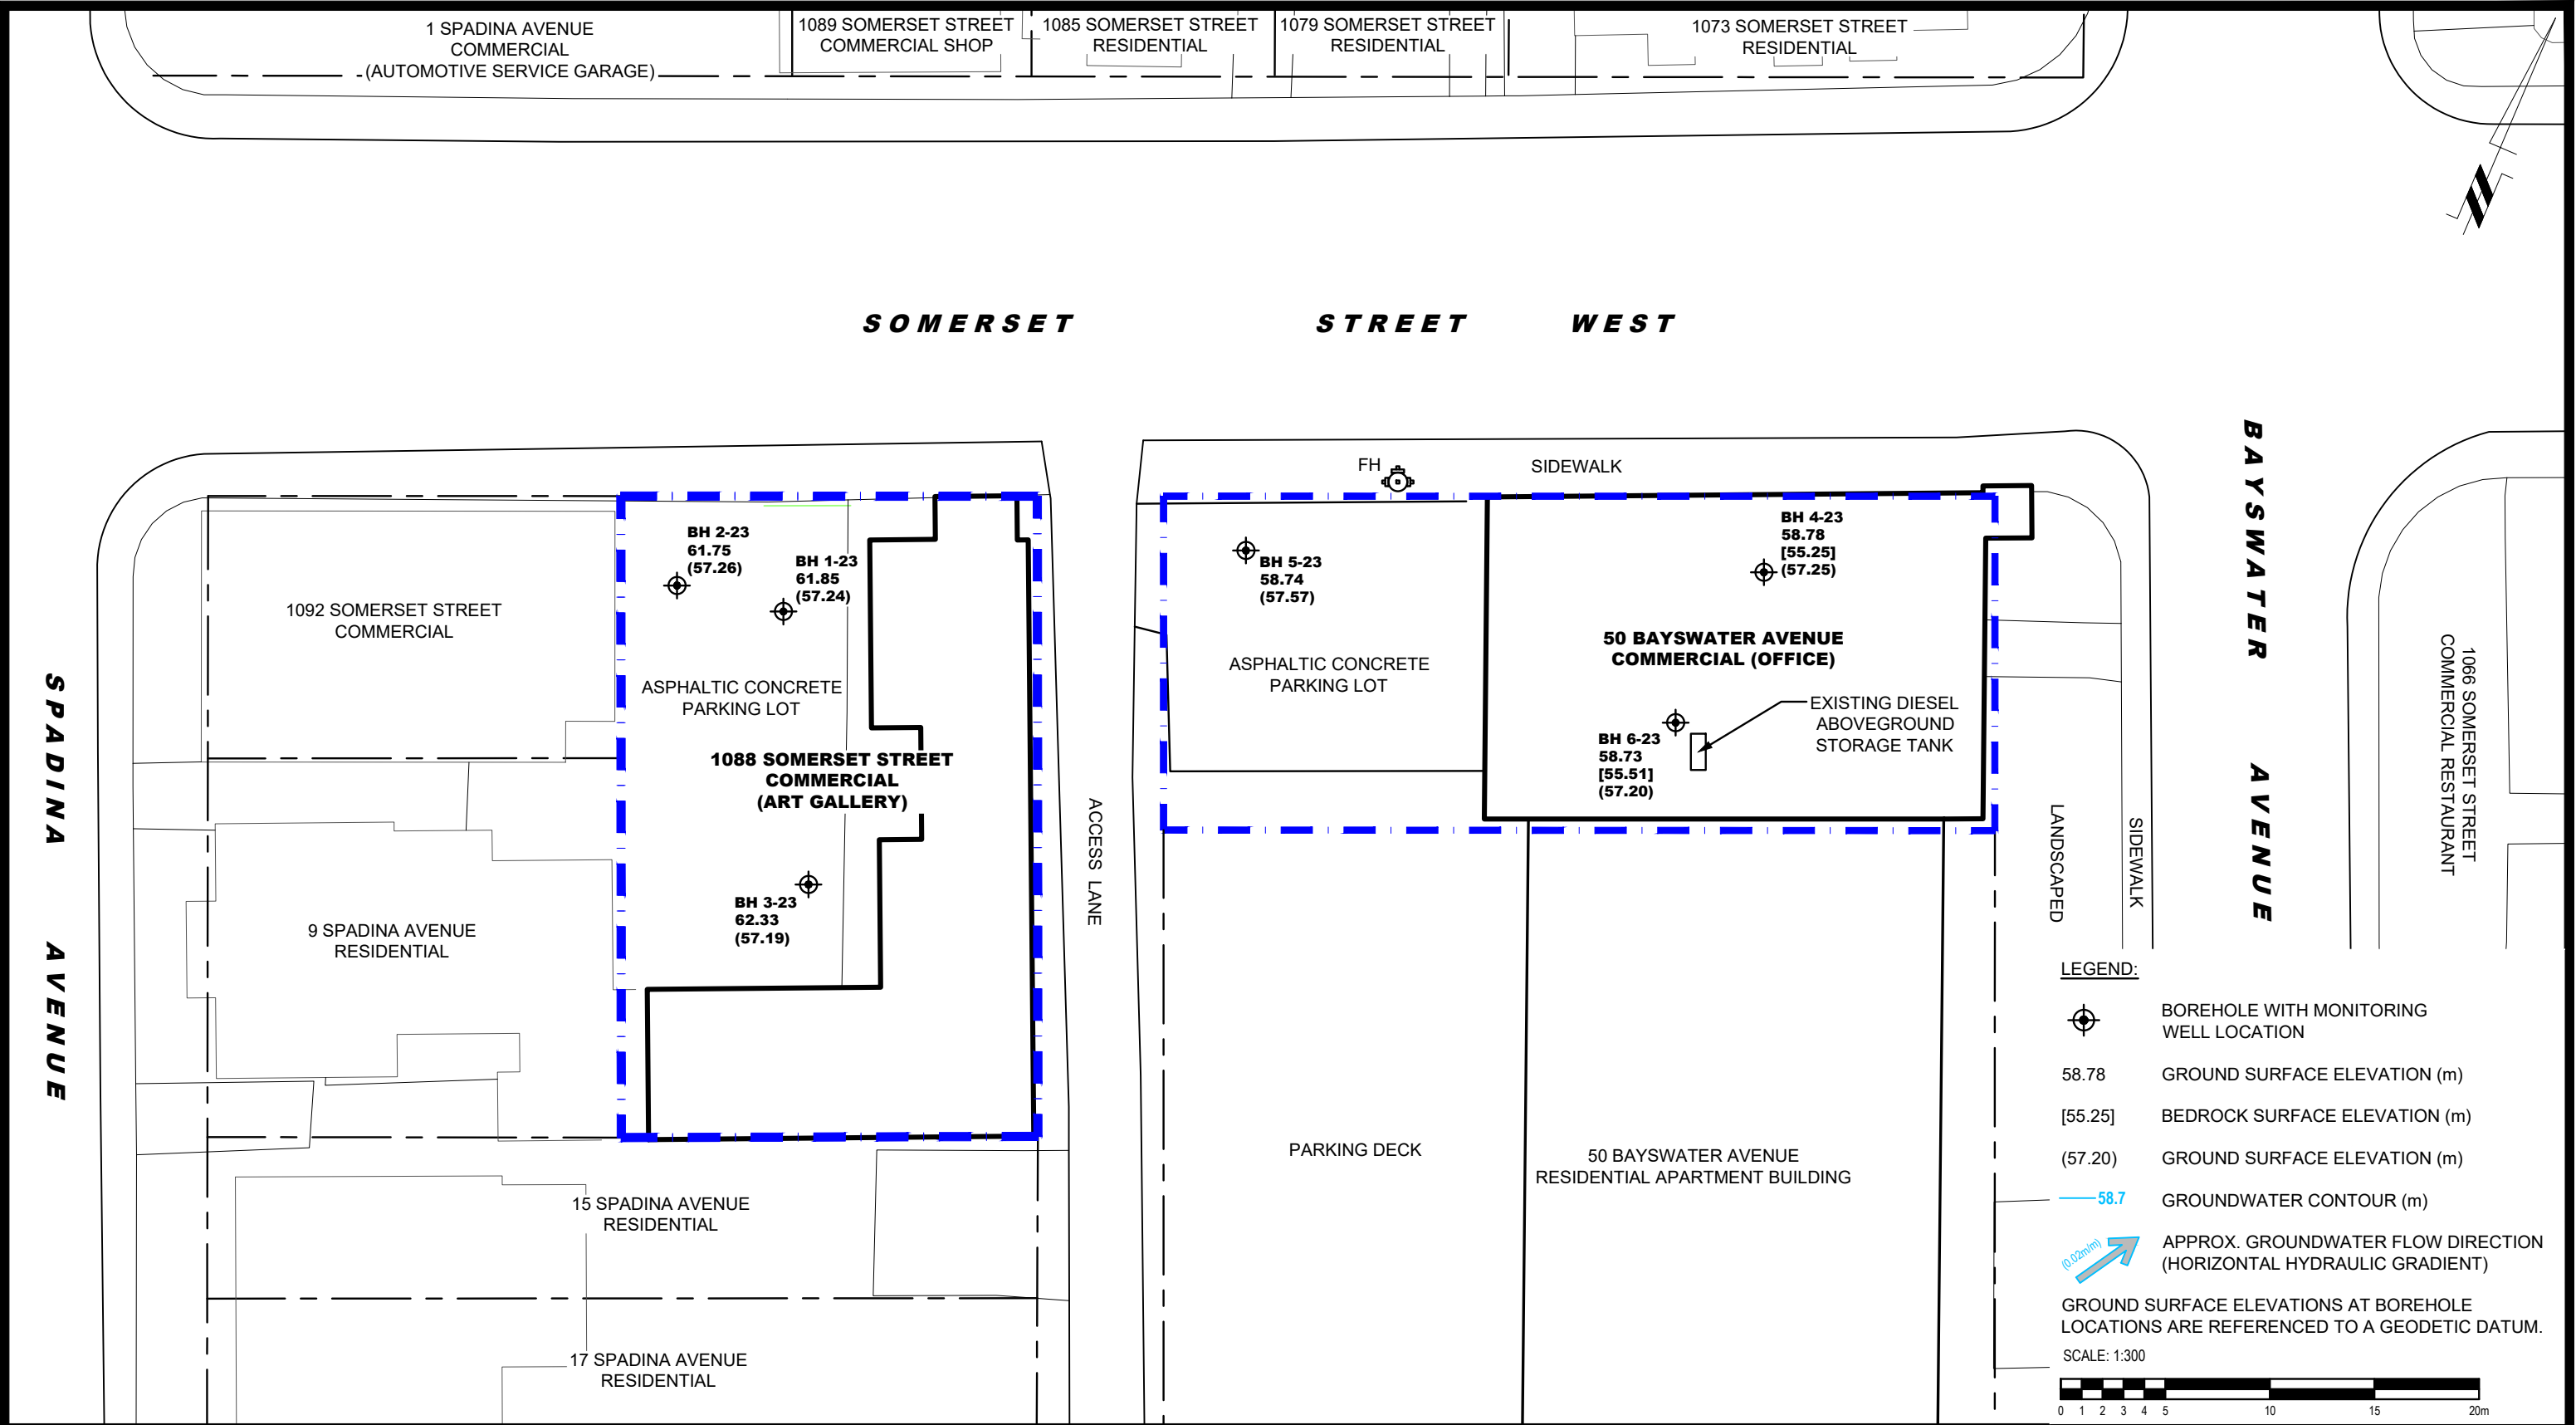 1 SPADINA AVENUE
COMMERCIAL
(AUTOMOTIVE SERVICE GARAGE)
1089 SOMERSET STREET
COMMERCIAL SHOP
1085 SOMERSET STREET
RESIDENTIAL
1079 SOMERSET STREET
RESIDENTIAL
1073 SOMERSET STREET
RESIDENTIAL
SOMERSET STREET WEST
SPADINA AVENUE
BAYSWATER AVENUE
FH
SIDEWALK
1092 SOMERSET STREET
COMMERCIAL
BH 2-23
61.75
(57.26)
BH 1-23
61.85
(57.24)
ASPHALTIC CONCRETE
PARKING LOT
1088 SOMERSET STREET
COMMERCIAL
(ART GALLERY)
BH 3-23
62.33
(57.19)
9 SPADINA AVENUE
RESIDENTIAL
15 SPADINA AVENUE
RESIDENTIAL
17 SPADINA AVENUE
RESIDENTIAL
ACCESS LANE
BH 5-23
58.74
(57.57)
ASPHALTIC CONCRETE
PARKING LOT
BH 4-23
58.78
[55.25]
(57.25)
50 BAYSWATER AVENUE
COMMERCIAL (OFFICE)
EXISTING DIESEL
ABOVEGROUND
STORAGE TANK
BH 6-23
58.73
[55.51]
(57.20)
PARKING DECK
50 BAYSWATER AVENUE
RESIDENTIAL APARTMENT BUILDING
LANDSCAPED
SIDEWALK
1066 SOMERSET STREET
COMMERCIAL RESTAURANT
LEGEND:
BOREHOLE WITH MONITORING
WELL LOCATION
58.78 GROUND SURFACE ELEVATION (m)
[55.25] BEDROCK SURFACE ELEVATION (m)
(57.20) GROUND SURFACE ELEVATION (m)
58.7 GROUNDWATER CONTOUR (m)
(0.02m/m) APPROX. GROUNDWATER FLOW DIRECTION
(HORIZONTAL HYDRAULIC GRADIENT)
GROUND SURFACE ELEVATIONS AT BOREHOLE
LOCATIONS ARE REFERENCED TO A GEODETIC DATUM.
SCALE: 1:300
0 1 2 3 4 5 10 15 20m